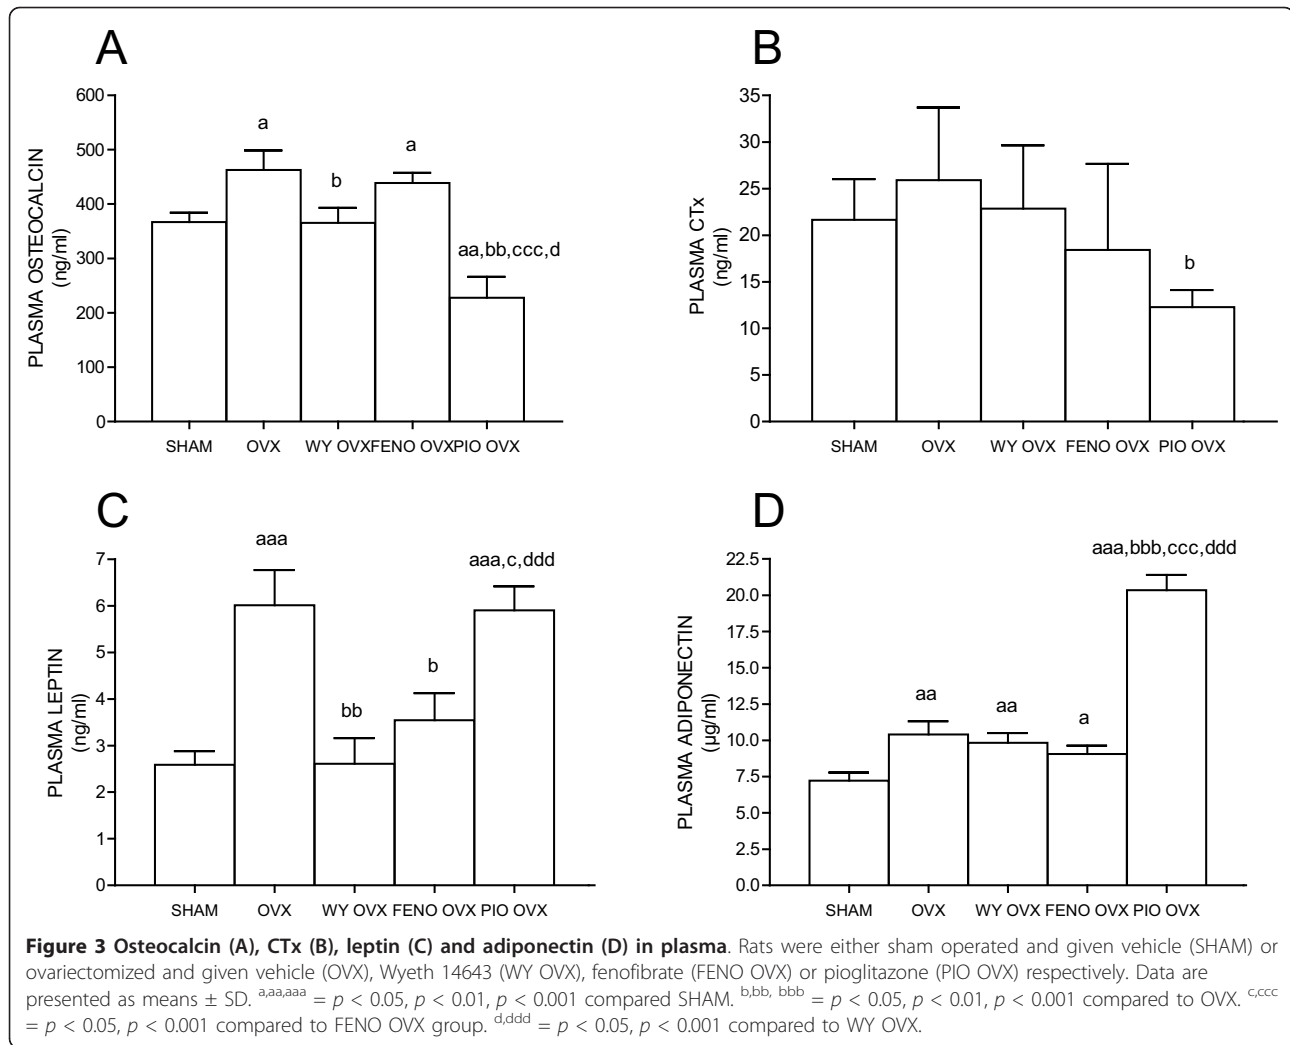 A
PLASMA OSTEOCALCIN
(ng/ml)
600
500
400
300
200
100
0
a
b
a
aa,bb,ccc,d
SHAM OVX WY OVX FENO OVX PIO OVX
B
PLASMA CTx
(ng/ml)
35
30
25
20
15
10
5
0
b
SHAM OVX WY OVX FENO OVX PIO OVX
C
PLASMA LEPTIN
(ng/ml)
7
6
5
4
3
2
1
0
aaa
bb
b
aaa,c,ddd
SHAM OVX WY OVX FENO OVX PIO OVX
D
PLASMA ADIPONECTIN
(µg/ml)
22.5
20.0
17.5
15.0
12.5
10.0
7.5
5.0
2.5
0.0
aa
aa
a
aaa,bbb,ccc,ddd
SHAM OVX WY OVX FENO OVX PIO OVX
Figure 3 Osteocalcin (A), CTx (B), leptin (C) and adiponectin (D) in plasma. Rats were either sham operated and given vehicle (SHAM) or
ovariectomized and given vehicle (OVX), Wyeth 14643 (WY OVX), fenofibrate (FENO OVX) or pioglitazone (PIO OVX) respectively. Data are
presented as means ± SD. a,aa,aaa = p < 0.05, p < 0.01, p < 0.001 compared SHAM. b,bb, bbb = p < 0.05, p < 0.01, p < 0.001 compared to OVX. c,ccc
= p < 0.05, p < 0.001 compared to FENO OVX group. d,ddd = p < 0.05, p < 0.001 compared to WY OVX.